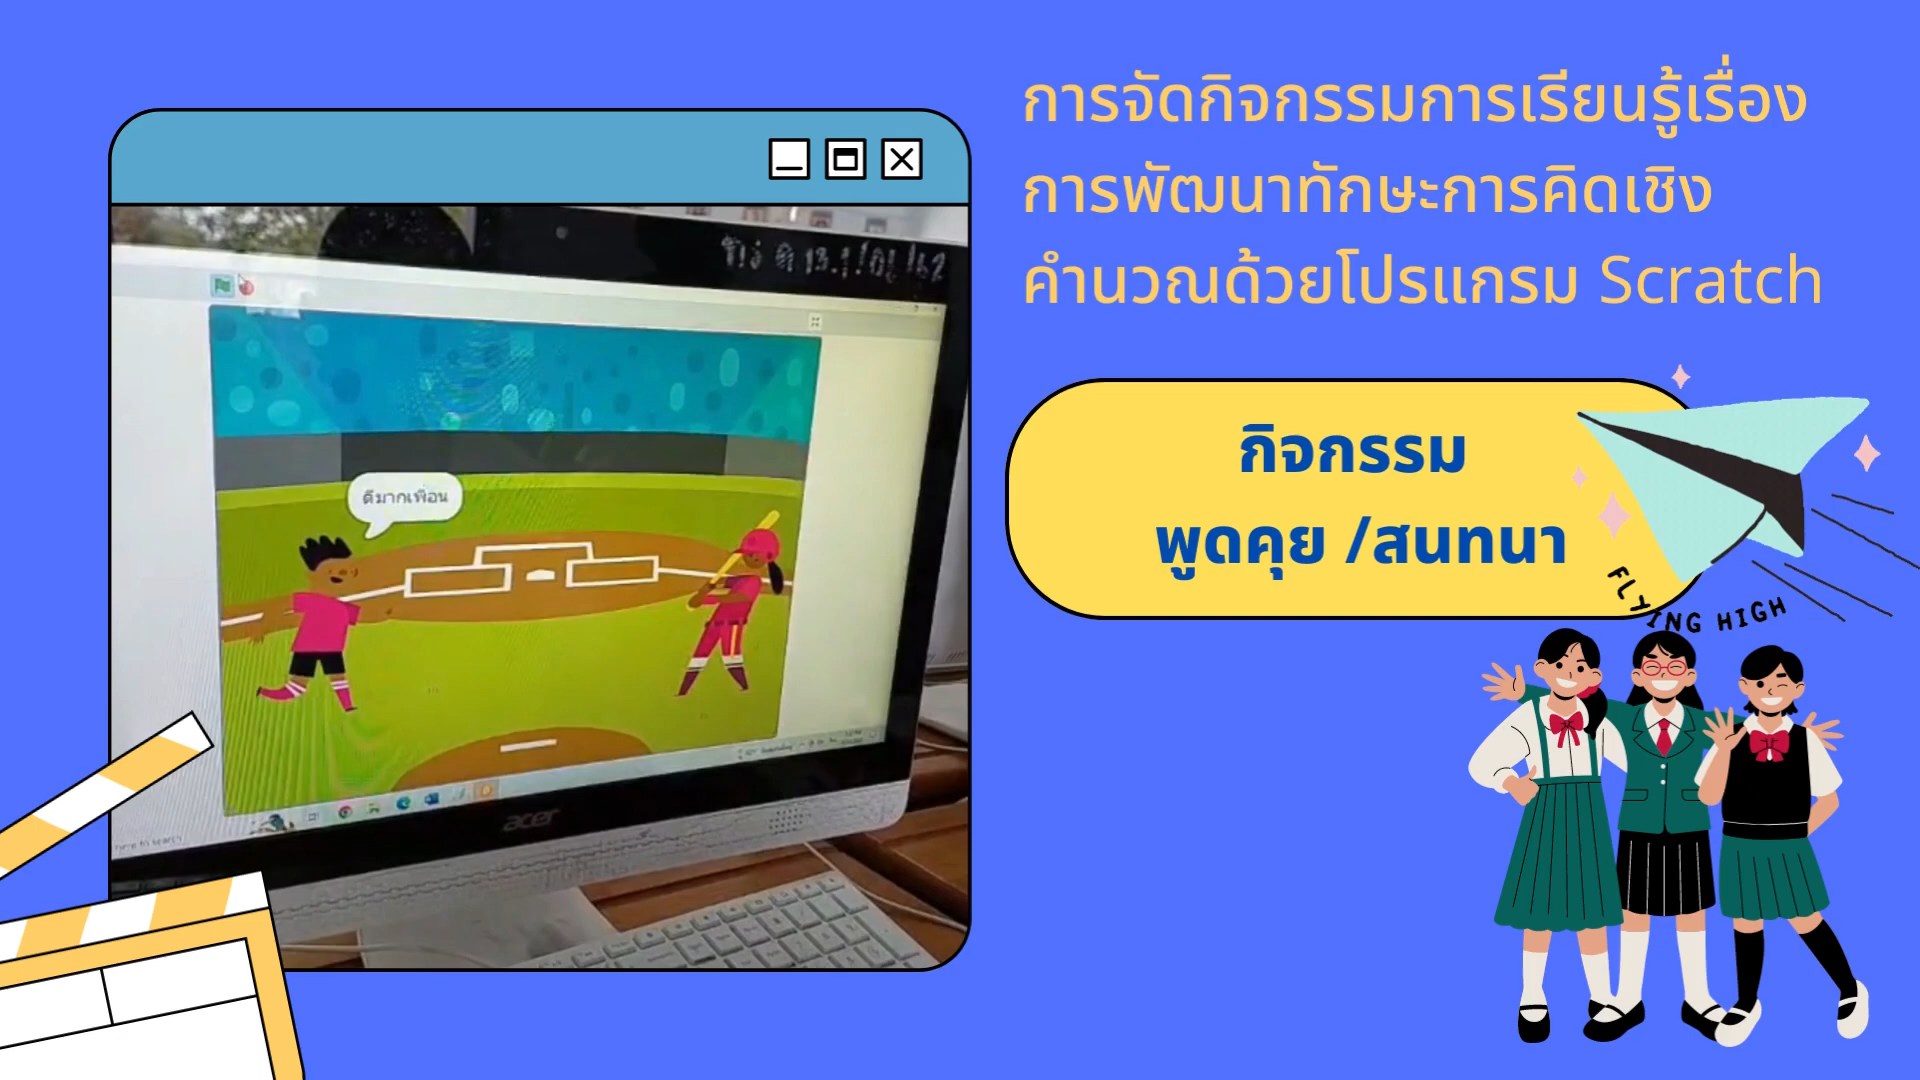 การจัดกิจกรรมการเรียนรู้เรื่อง
การพัฒนาทักษะการคิดเชิง
คำนวณด้วยโปรแกรม Scratch
กิจกรรม
พูดคุย /สนทนา
FLYING HIGH
ดีมากเพื่อน
acer